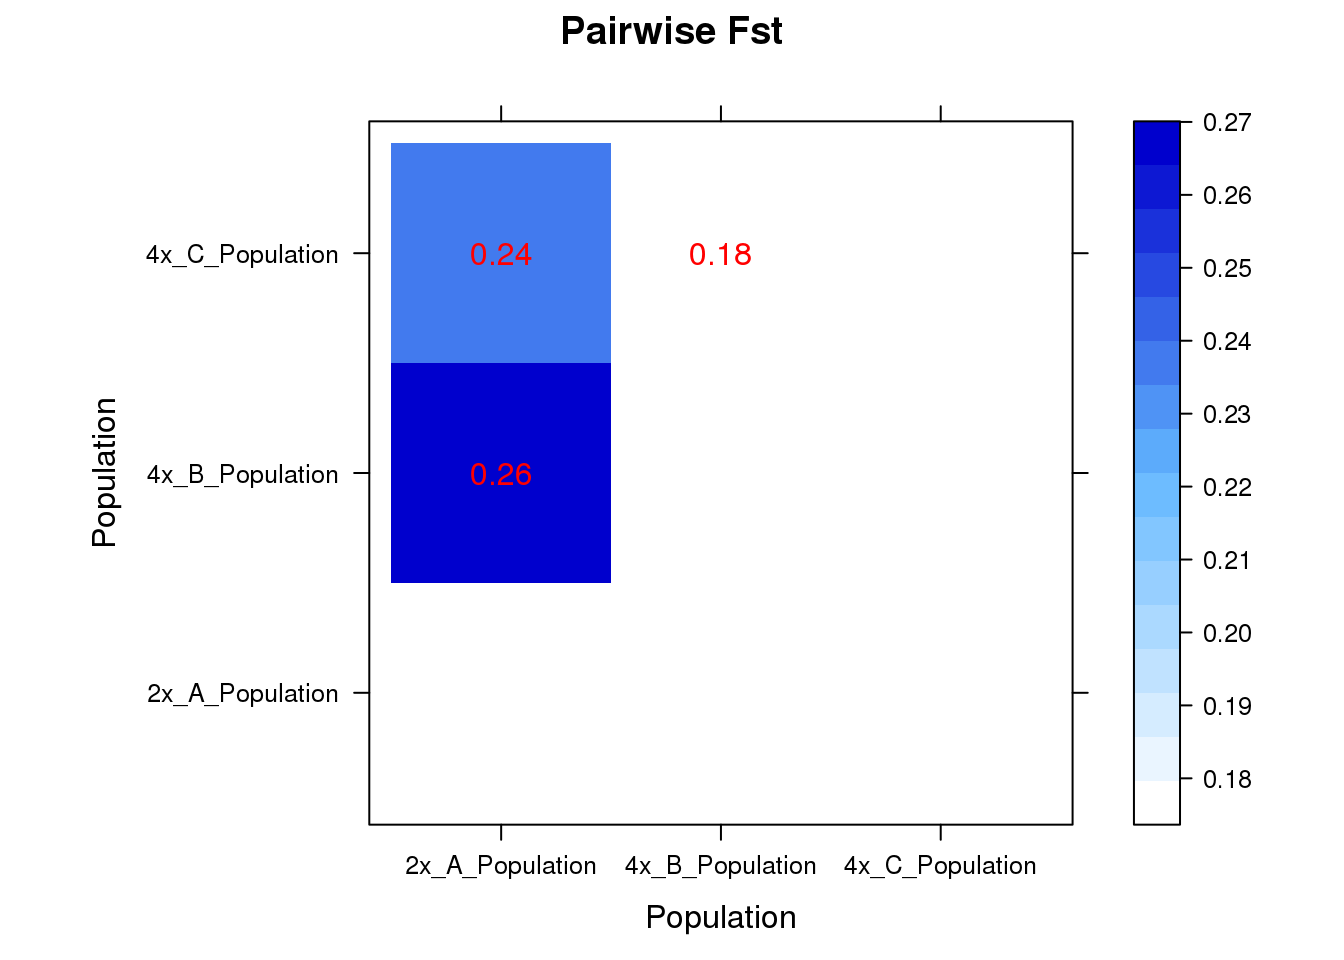 Pairwise Fst
0.27
0.26
0.25
0.24
0.23
0.22
0.21
0.20
0.19
0.18
4x_C_Population
0.24
0.18
4x_B_Population
0.26
2x_A_Population
Population
2x_A_Population
4x_B_Population
4x_C_Population
Population